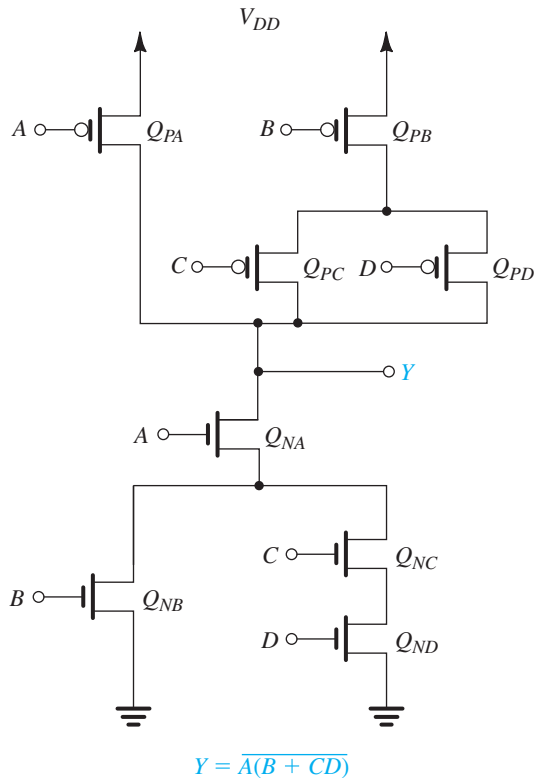 V_DD
A Q_PA B Q_PB
C Q_PC D Q_PD
Y
A Q_NA
C Q_NC
B Q_NB
D Q_ND
Y = \overline{A(B + CD)}